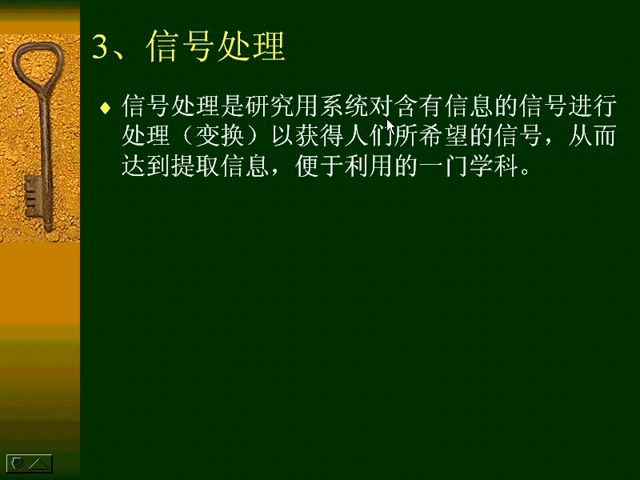 3、信号处理
信号处理是研究用系统对含有信息的信号进行
处理（变换）以获得人们所希望的信号，从而
达到提取信息，便于利用的一门学科。